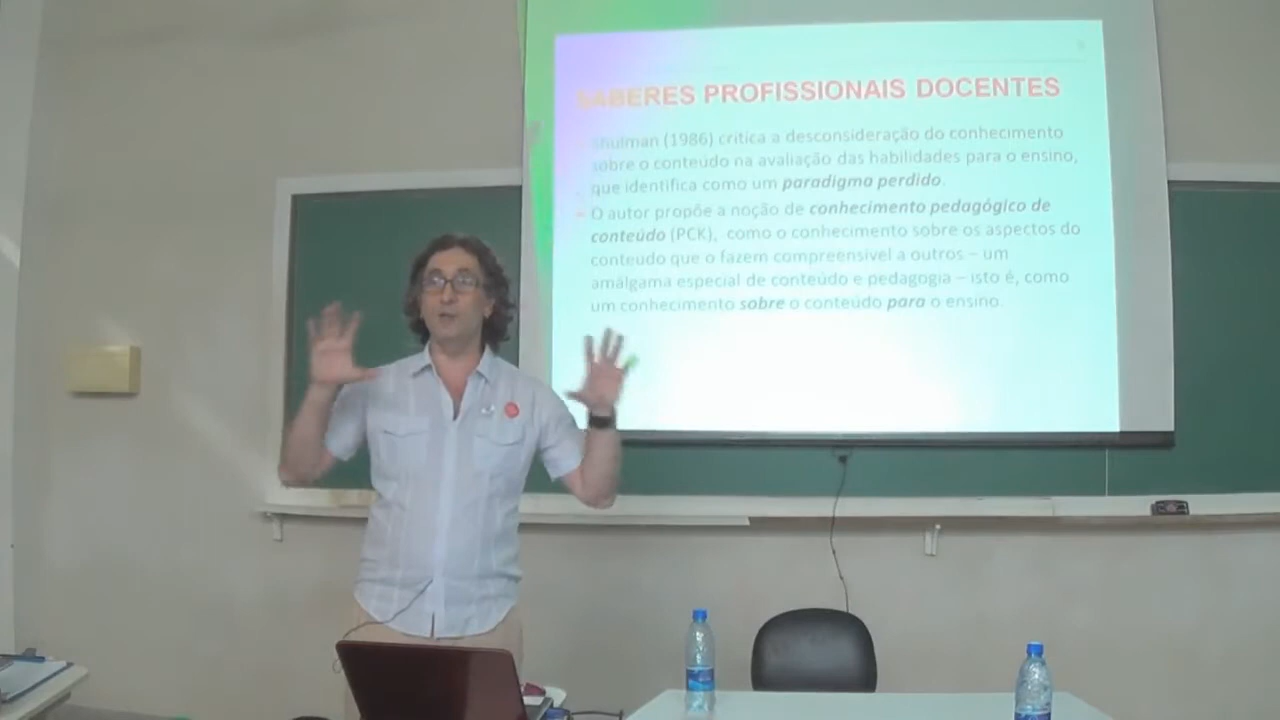 SABERES PROFISSIONAIS DOCENTES
Shulman (1986) critica a desconsideração do conhecimento
sobre o conteúdo na avaliação das habilidades para o ensino,
que identifica como um paradigma perdido.
O autor propõe a noção de conhecimento pedagógico de
conteúdo (PCK), como o conhecimento sobre os aspectos do
conteúdo que o fazem compreensível a outros – um
amálgama especial de conteúdo e pedagogia – isto é, como
um conhecimento sobre o conteúdo para o ensino.